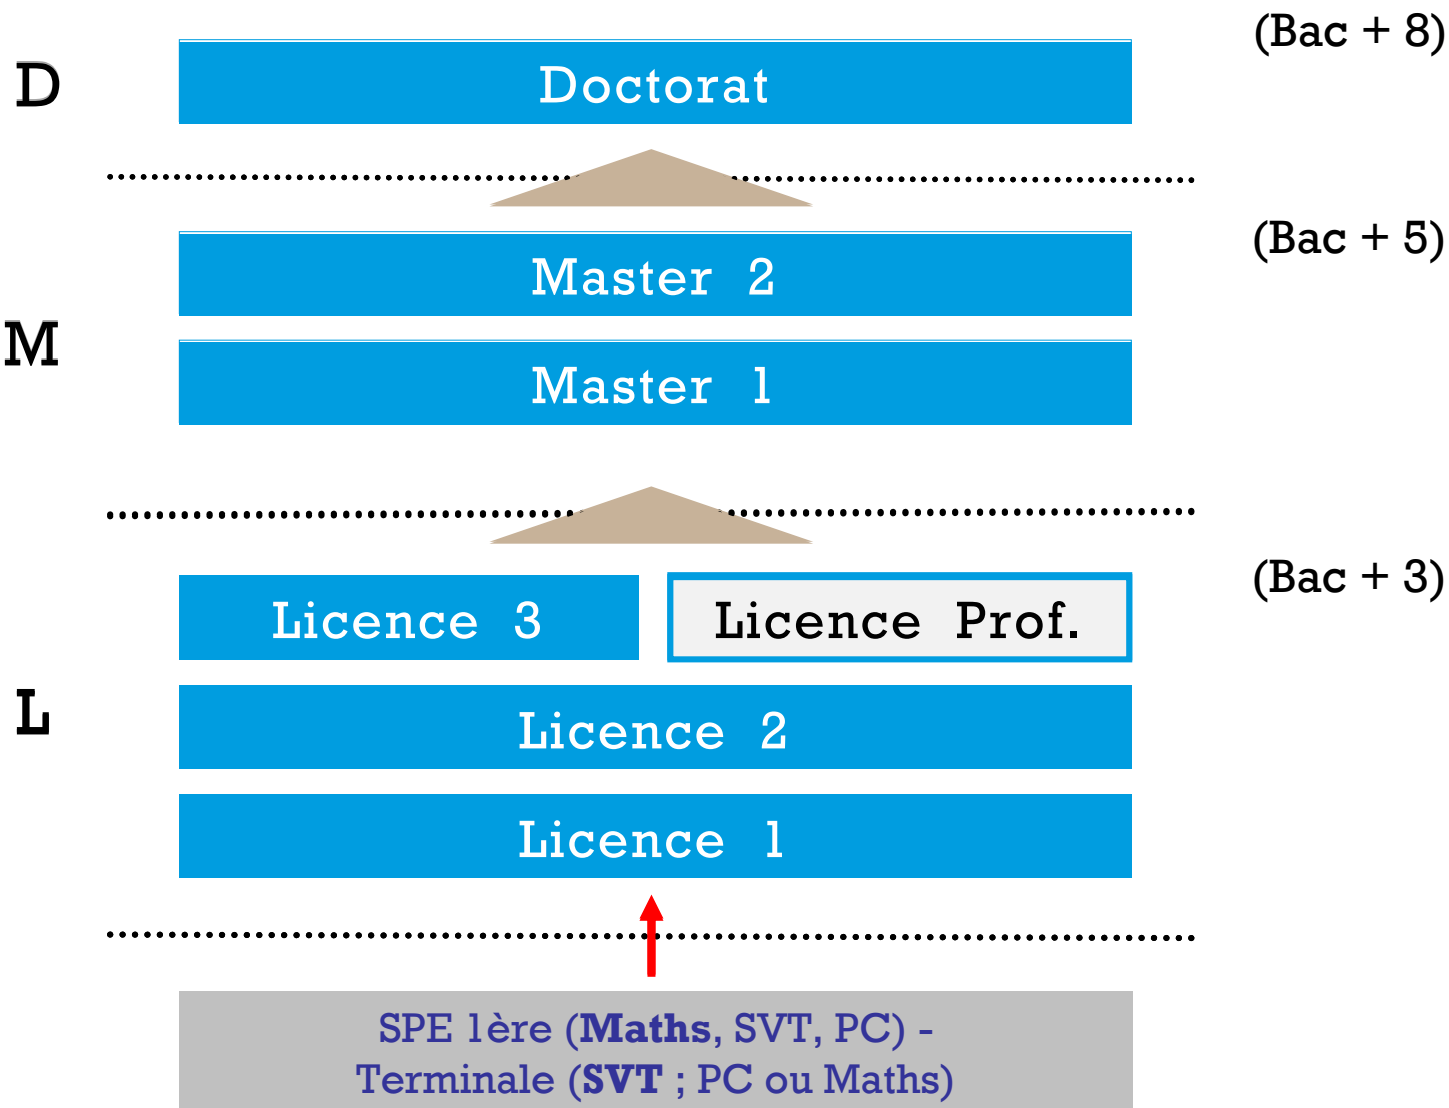 (Bac + 8)
D
Doctorat
(Bac + 5)
Master 2
M
Master 1
(Bac + 3)
Licence 3
Licence Prof.
L
Licence 2
Licence 1
SPE 1ère (Maths, SVT, PC) -
Terminale (SVT ; PC ou Maths)